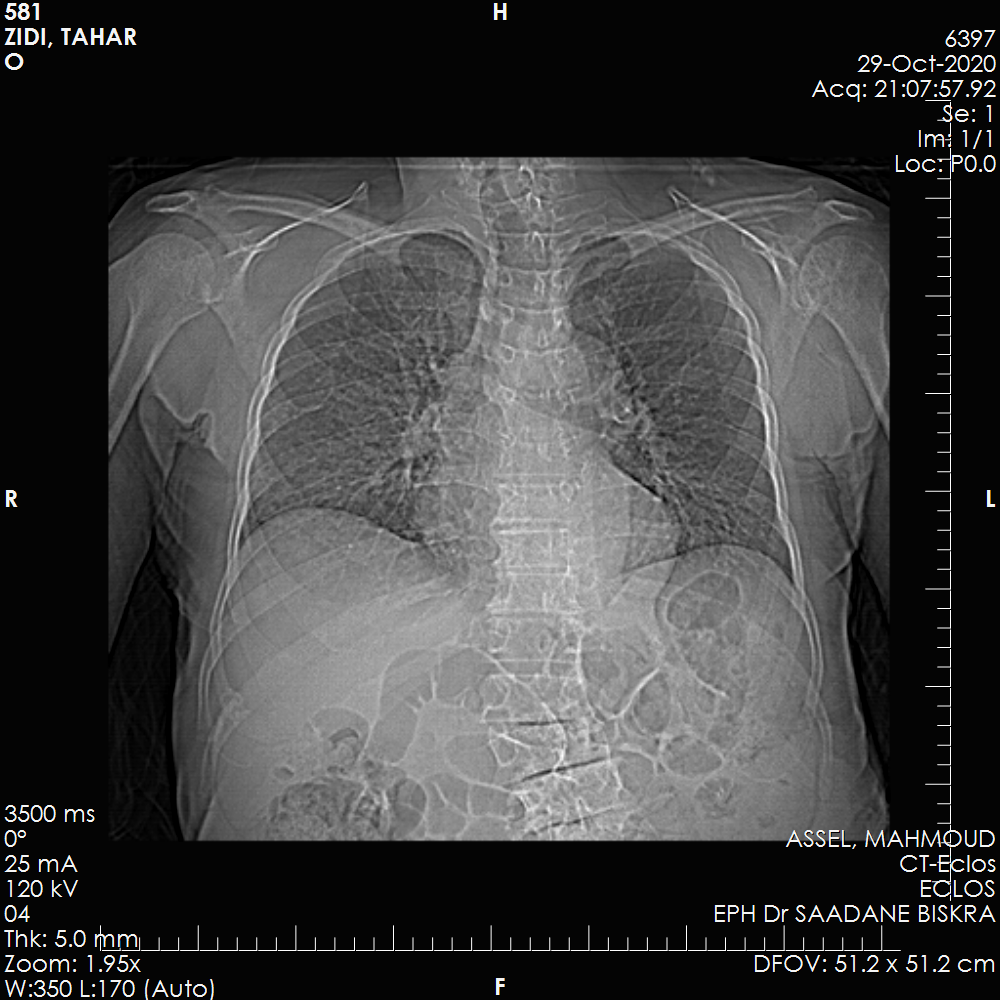 581
ZIDI, TAHAR
O
H
6397
29-Oct-2020
Acq: 21:07:57.92
Se: 1
Im: 1/1
Loc: P0.0
R
L
3500 ms
0°
25 mA
120 kV
04
Thk: 5.0 mm
Zoom: 1.95x
W:350 L:170 (Auto)
F
ASSEL, MAHMOUD
CT-Eclos
ECLOS
EPH Dr SAADANE BISKRA
DFOV: 51.2 x 51.2 cm